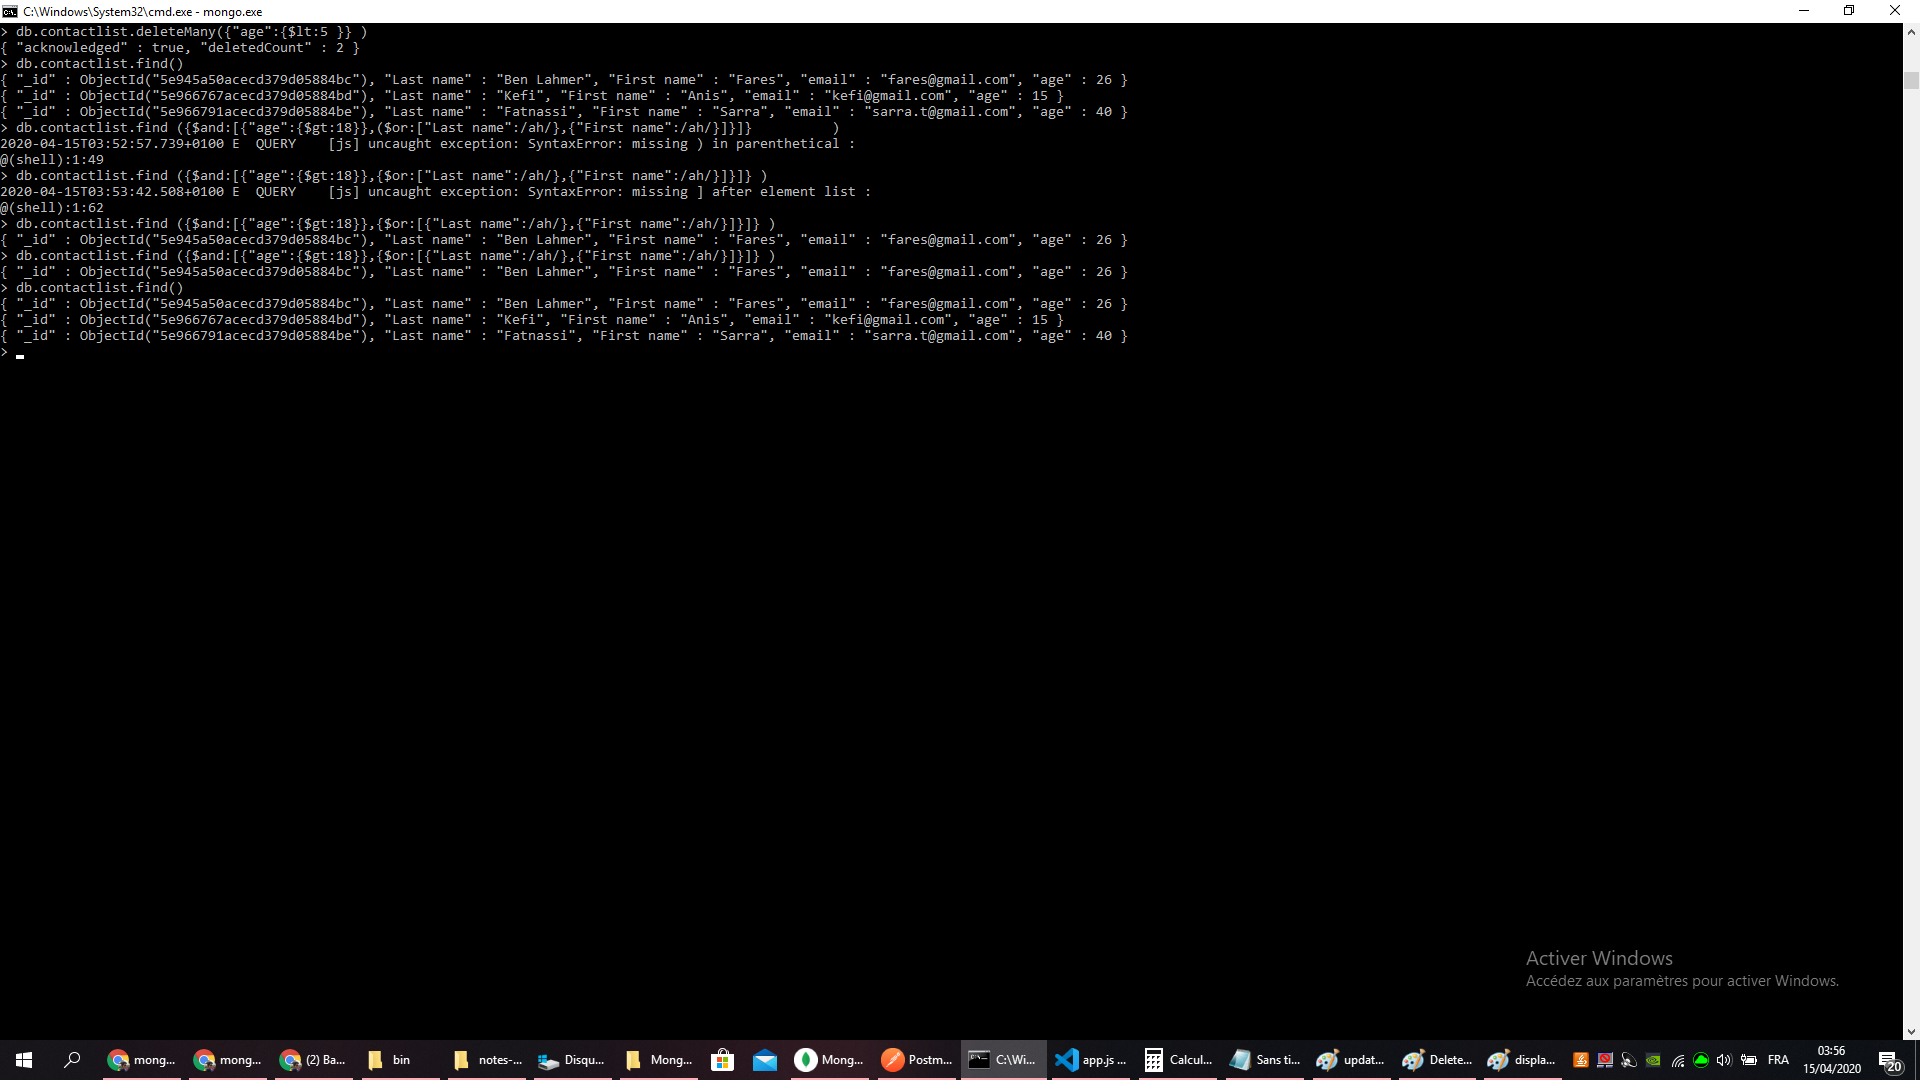 C:\Windows\System32\cmd.exe - mongo.exe
> db.contactlist.deleteMany({"age":{$lt:5 }} )
{ "acknowledged" : true, "deletedCount" : 2 }
> db.contactlist.find()
{ "_id" : ObjectId("5e945a50acecd379d05884bc"), "Last name" : "Ben Lahmer", "First name" : "Fares", "email" : "fares@gmail.com", "age" : 26 }
{ "_id" : ObjectId("5e966767acecd379d05884bd"), "Last name" : "Kefi", "First name" : "Anis", "email" : "kefi@gmail.com", "age" : 15 }
{ "_id" : ObjectId("5e966791acecd379d05884be"), "Last name" : "Fatnassi", "First name" : "Sarra", "email" : "sarra.t@gmail.com", "age" : 40 }
> db.contactlist.find ({$and:[{"age":{$gt:18}},($or:["Last name":/ah/},{"First name":/ah/}]}]}          )
2020-04-15T03:52:57.739+0100 E  QUERY    [js] uncaught exception: SyntaxError: missing ) in parenthetical :
@(shell):1:49
> db.contactlist.find ({$and:[{"age":{$gt:18}},{$or:["Last name":/ah/},{"First name":/ah/}]}]} )
2020-04-15T03:53:42.508+0100 E  QUERY    [js] uncaught exception: SyntaxError: missing ] after element list :
@(shell):1:62
> db.contactlist.find ({$and:[{"age":{$gt:18}},{$or:[{"Last name":/ah/},{"First name":/ah/}]}]} )
{ "_id" : ObjectId("5e945a50acecd379d05884bc"), "Last name" : "Ben Lahmer", "First name" : "Fares", "email" : "fares@gmail.com", "age" : 26 }
> db.contactlist.find ({$and:[{"age":{$gt:18}},{$or:[{"Last name":/ah/},{"First name":/ah/}]}]} )
{ "_id" : ObjectId("5e945a50acecd379d05884bc"), "Last name" : "Ben Lahmer", "First name" : "Fares", "email" : "fares@gmail.com", "age" : 26 }
> db.contactlist.find()
{ "_id" : ObjectId("5e945a50acecd379d05884bc"), "Last name" : "Ben Lahmer", "First name" : "Fares", "email" : "fares@gmail.com", "age" : 26 }
{ "_id" : ObjectId("5e966767acecd379d05884bd"), "Last name" : "Kefi", "First name" : "Anis", "email" : "kefi@gmail.com", "age" : 15 }
{ "_id" : ObjectId("5e966791acecd379d05884be"), "Last name" : "Fatnassi", "First name" : "Sarra", "email" : "sarra.t@gmail.com", "age" : 40 }
>
Activer Windows
Accédez aux paramètres pour activer Windows.
mong... mong... (2) Ba... bin notes-... Disqu... Mong... Mong... Postm... C:\Wi... app.js ... Calcul... Sans ti... updat... Delete... displa... FRA 03:56
15/04/2020 20